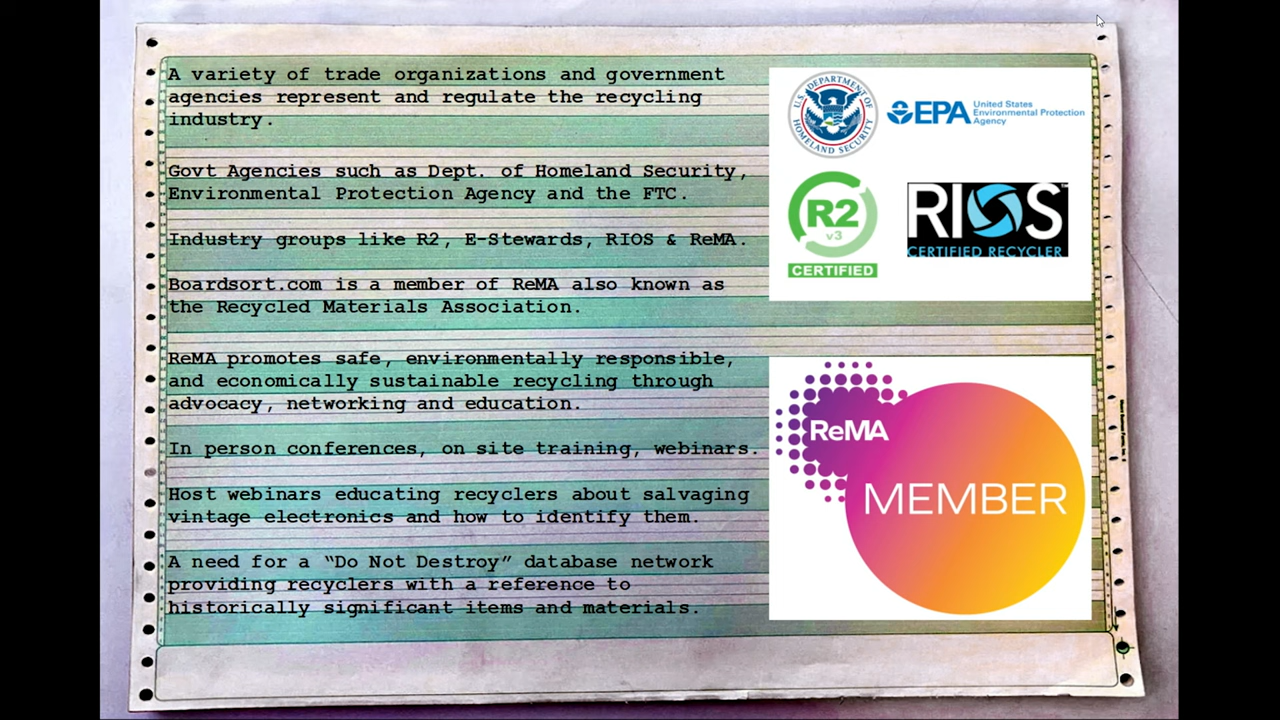 A variety of trade organizations and government
agencies represent and regulate the recycling
industry.
Govt Agencies such as Dept. of Homeland Security,
Environmental Protection Agency and the FTC.
Industry groups like R2, E-Stewards, RIOS & ReMA.
Boardsort.com is a member of ReMA also known as
the Recycled Materials Association.
ReMA promotes safe, environmentally responsible,
and economically sustainable recycling through
advocacy, networking and education.
In person conferences, on site training, webinars.
Host webinars educating recyclers about salvaging
vintage electronics and how to identify them.
A need for a “Do Not Destroy” database network
providing recyclers with a reference to
historically significant items and materials.
U.S. DEPARTMENT OF
HOMELAND SECURITY
EPA
United States
Environmental Protection
Agency
R2
v3
CERTIFIED
RIOS™
CERTIFIED RECYCLER
ReMA
MEMBER